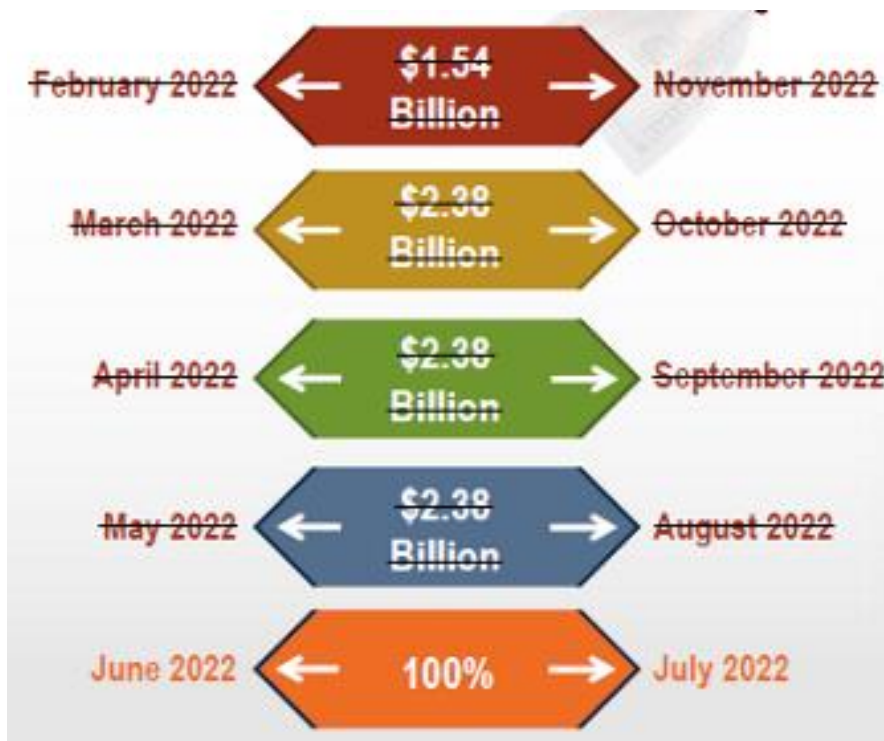 February 2022 $1.54 Billion November 2022
March 2022 $2.38 Billion October 2022
April 2022 $2.38 Billion September 2022
May 2022 $2.38 Billion August 2022
June 2022 100% July 2022